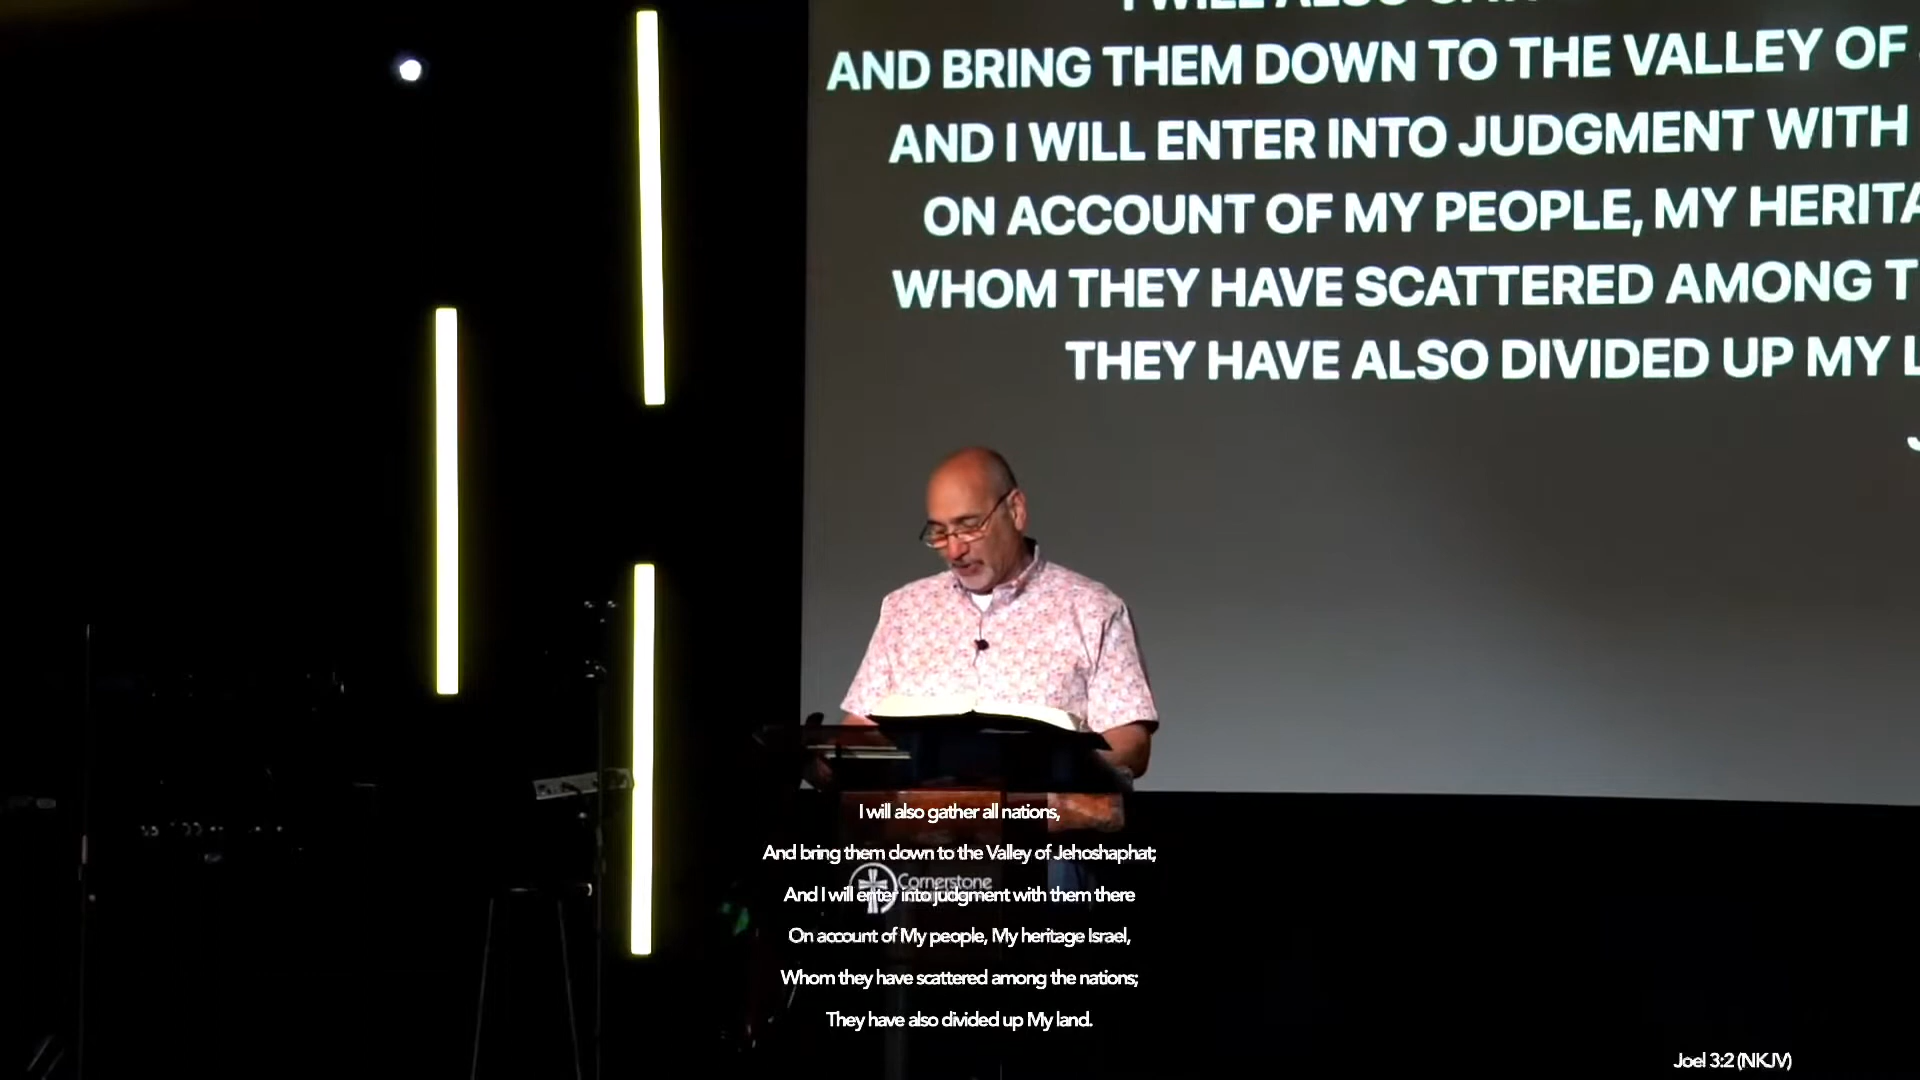 I WILL ALSO
AND BRING THEM DOWN TO THE VALLEY OF
AND I WILL ENTER INTO JUDGMENT WITH
ON ACCOUNT OF MY PEOPLE, MY HERITA
WHOM THEY HAVE SCATTERED AMONG T
THEY HAVE ALSO DIVIDED UP MY L
I will also gather all nations,
And bring them down to the Valley of Jehoshaphat;
Cornerstone
And I will enter into judgment with them there
On account of My people, My heritage Israel,
Whom they have scattered among the nations;
They have also divided up My land.
Joel 3:2 (NKJV)